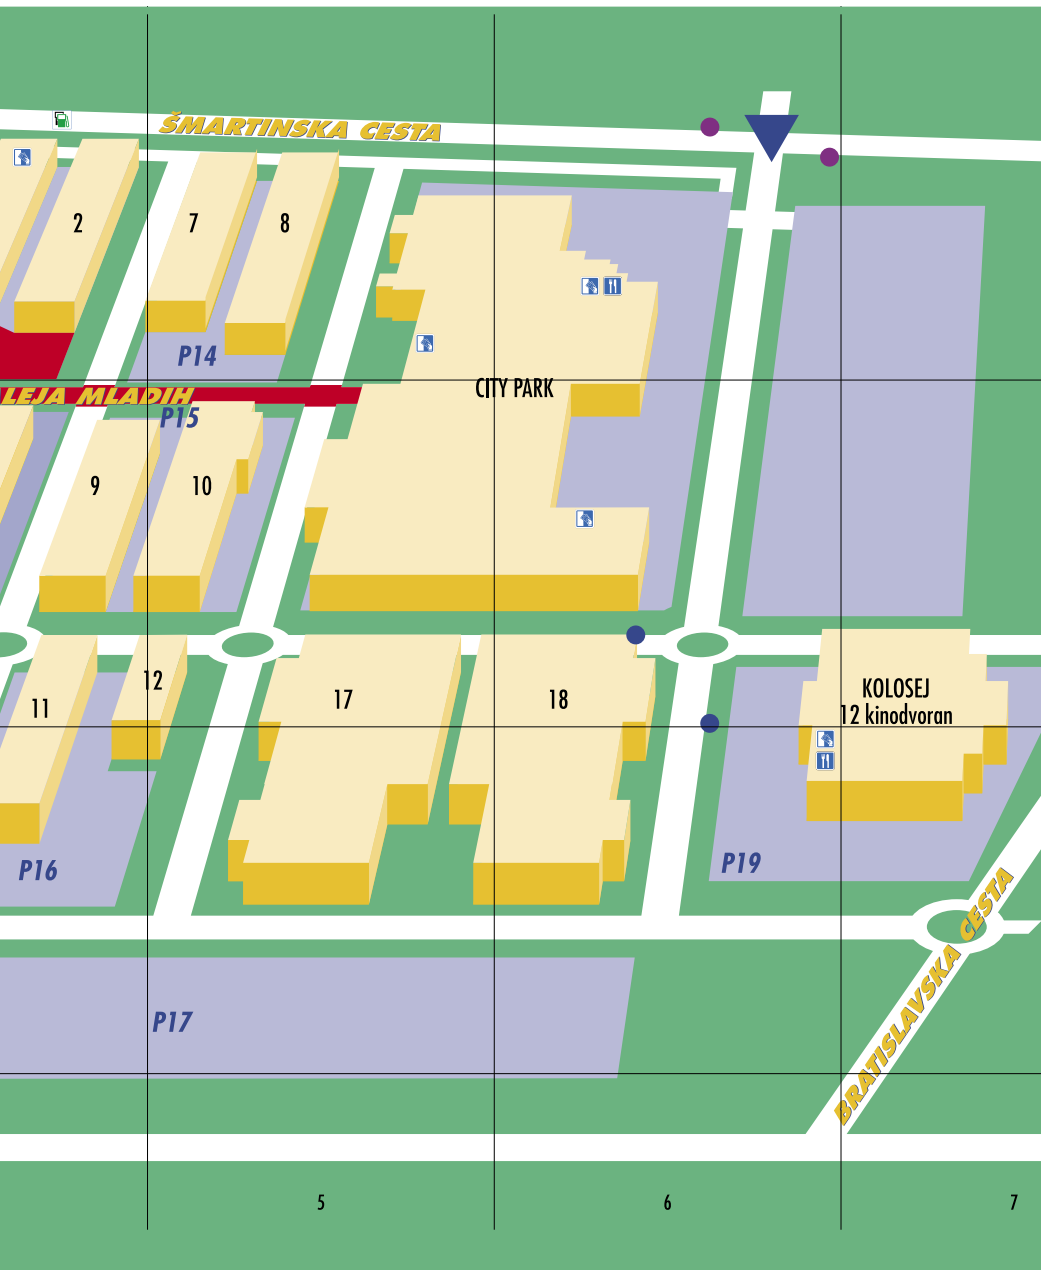 ŠMARTINSKA CESTA
2
7
8
P14
CITY PARK
LEJA MLADIH
P15
9
10
12
11
17
18
KOLOSEJ
12 kinodvoran
P16
P19
BRATISLAVSKA CESTA
P17
5
6
7